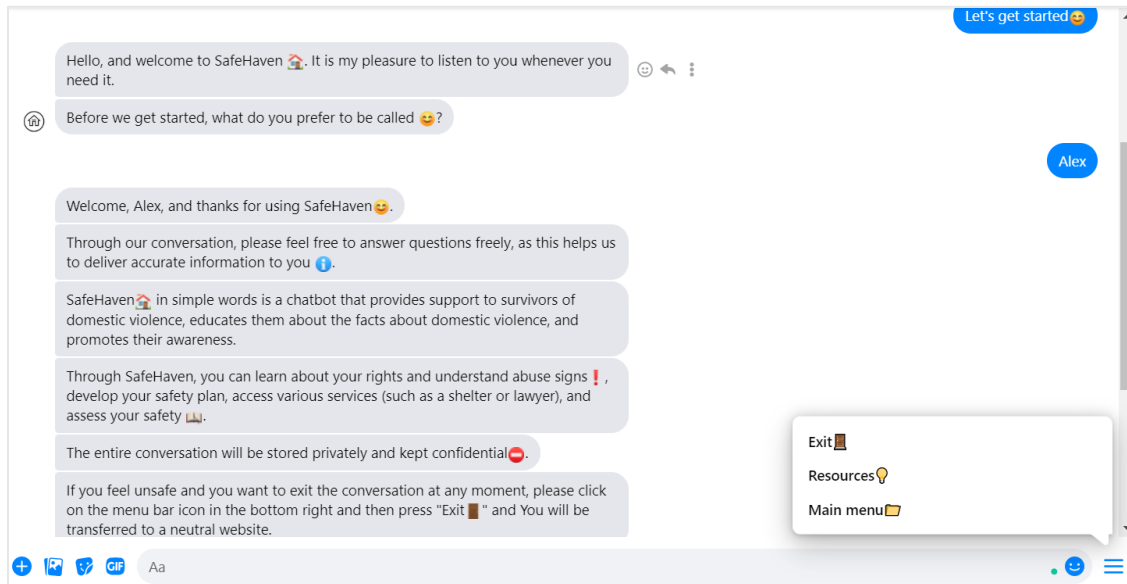 Let's get started😊
Hello, and welcome to SafeHaven 🏠. It is my pleasure to listen to you whenever you
need it.
Before we get started, what do you prefer to be called 😊?
Alex
Welcome, Alex, and thanks for using SafeHaven😊.
Through our conversation, please feel free to answer questions freely, as this helps us
to deliver accurate information to you ℹ️.
SafeHaven🏠 in simple words is a chatbot that provides support to survivors of
domestic violence, educates them about the facts about domestic violence, and
promotes their awareness.
Through SafeHaven, you can learn about your rights and understand abuse signs❗,
develop your safety plan, access various services (such as a shelter or lawyer), and
assess your safety 📖.
The entire conversation will be stored privately and kept confidential⛔.
If you feel unsafe and you want to exit the conversation at any moment, please click
on the menu bar icon in the bottom right and then press "Exit🚪" and You will be
transferred to a neutral website.
Exit🚪
Resources💡
Main menu📁
GIF
Aa